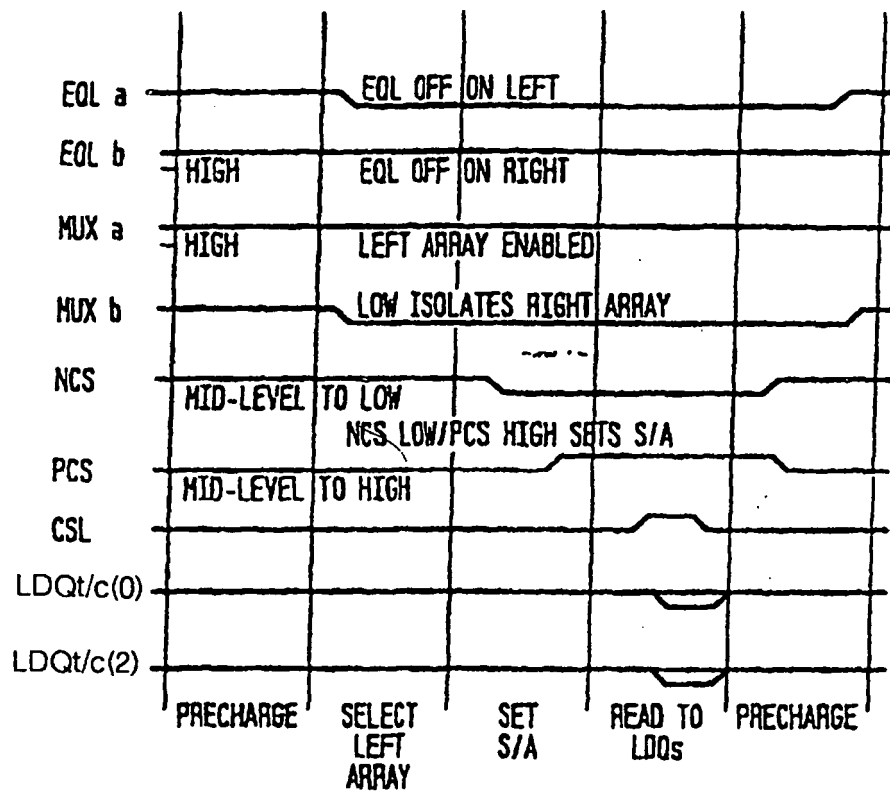 EQL a
EQL OFF ON LEFT
EQL b
HIGH
EQL OFF ON RIGHT
MUX a
HIGH
LEFT ARRAY ENABLED
MUX b
LOW ISOLATES RIGHT ARRAY
NCS
MID-LEVEL TO LOW
NCS LOW/PCS HIGH SETS S/A
PCS
MID-LEVEL TO HIGH
CSL
LDQt/c(0)
LDQt/c(2)
PRECHARGE
SELECT
LEFT
ARRAY
SET
S/A
READ TO
LDQs
PRECHARGE